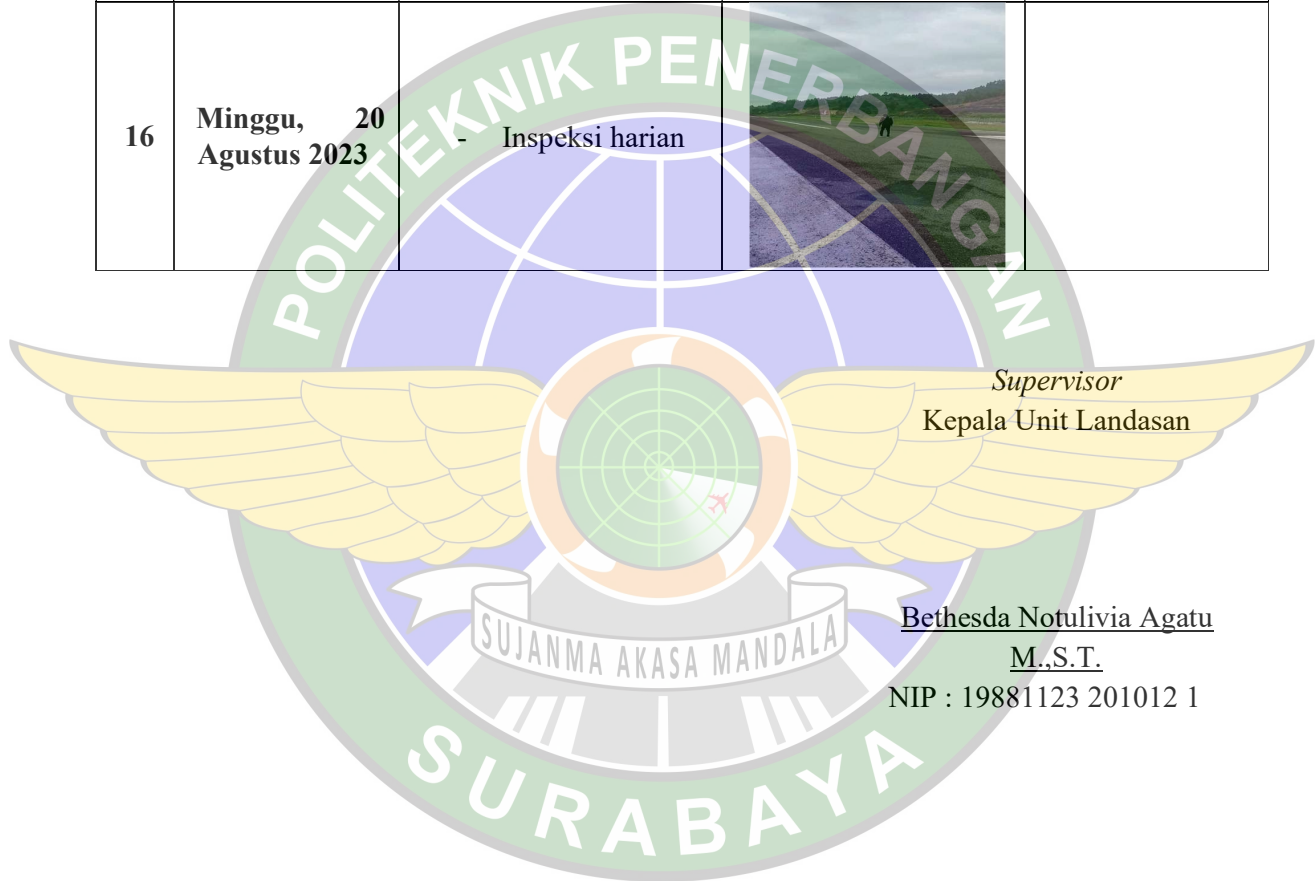 16
Minggu, 20
Agustus 2023
- Inspeksi harian
POLITEKNIK PENERBANGAN
Supervisor
Kepala Unit Landasan
SUJANMA AKASA MANDALA
Bethesda Notulivia Agatu
M.,S.T.
NIP : 19881123 201012 1
SURABAYA